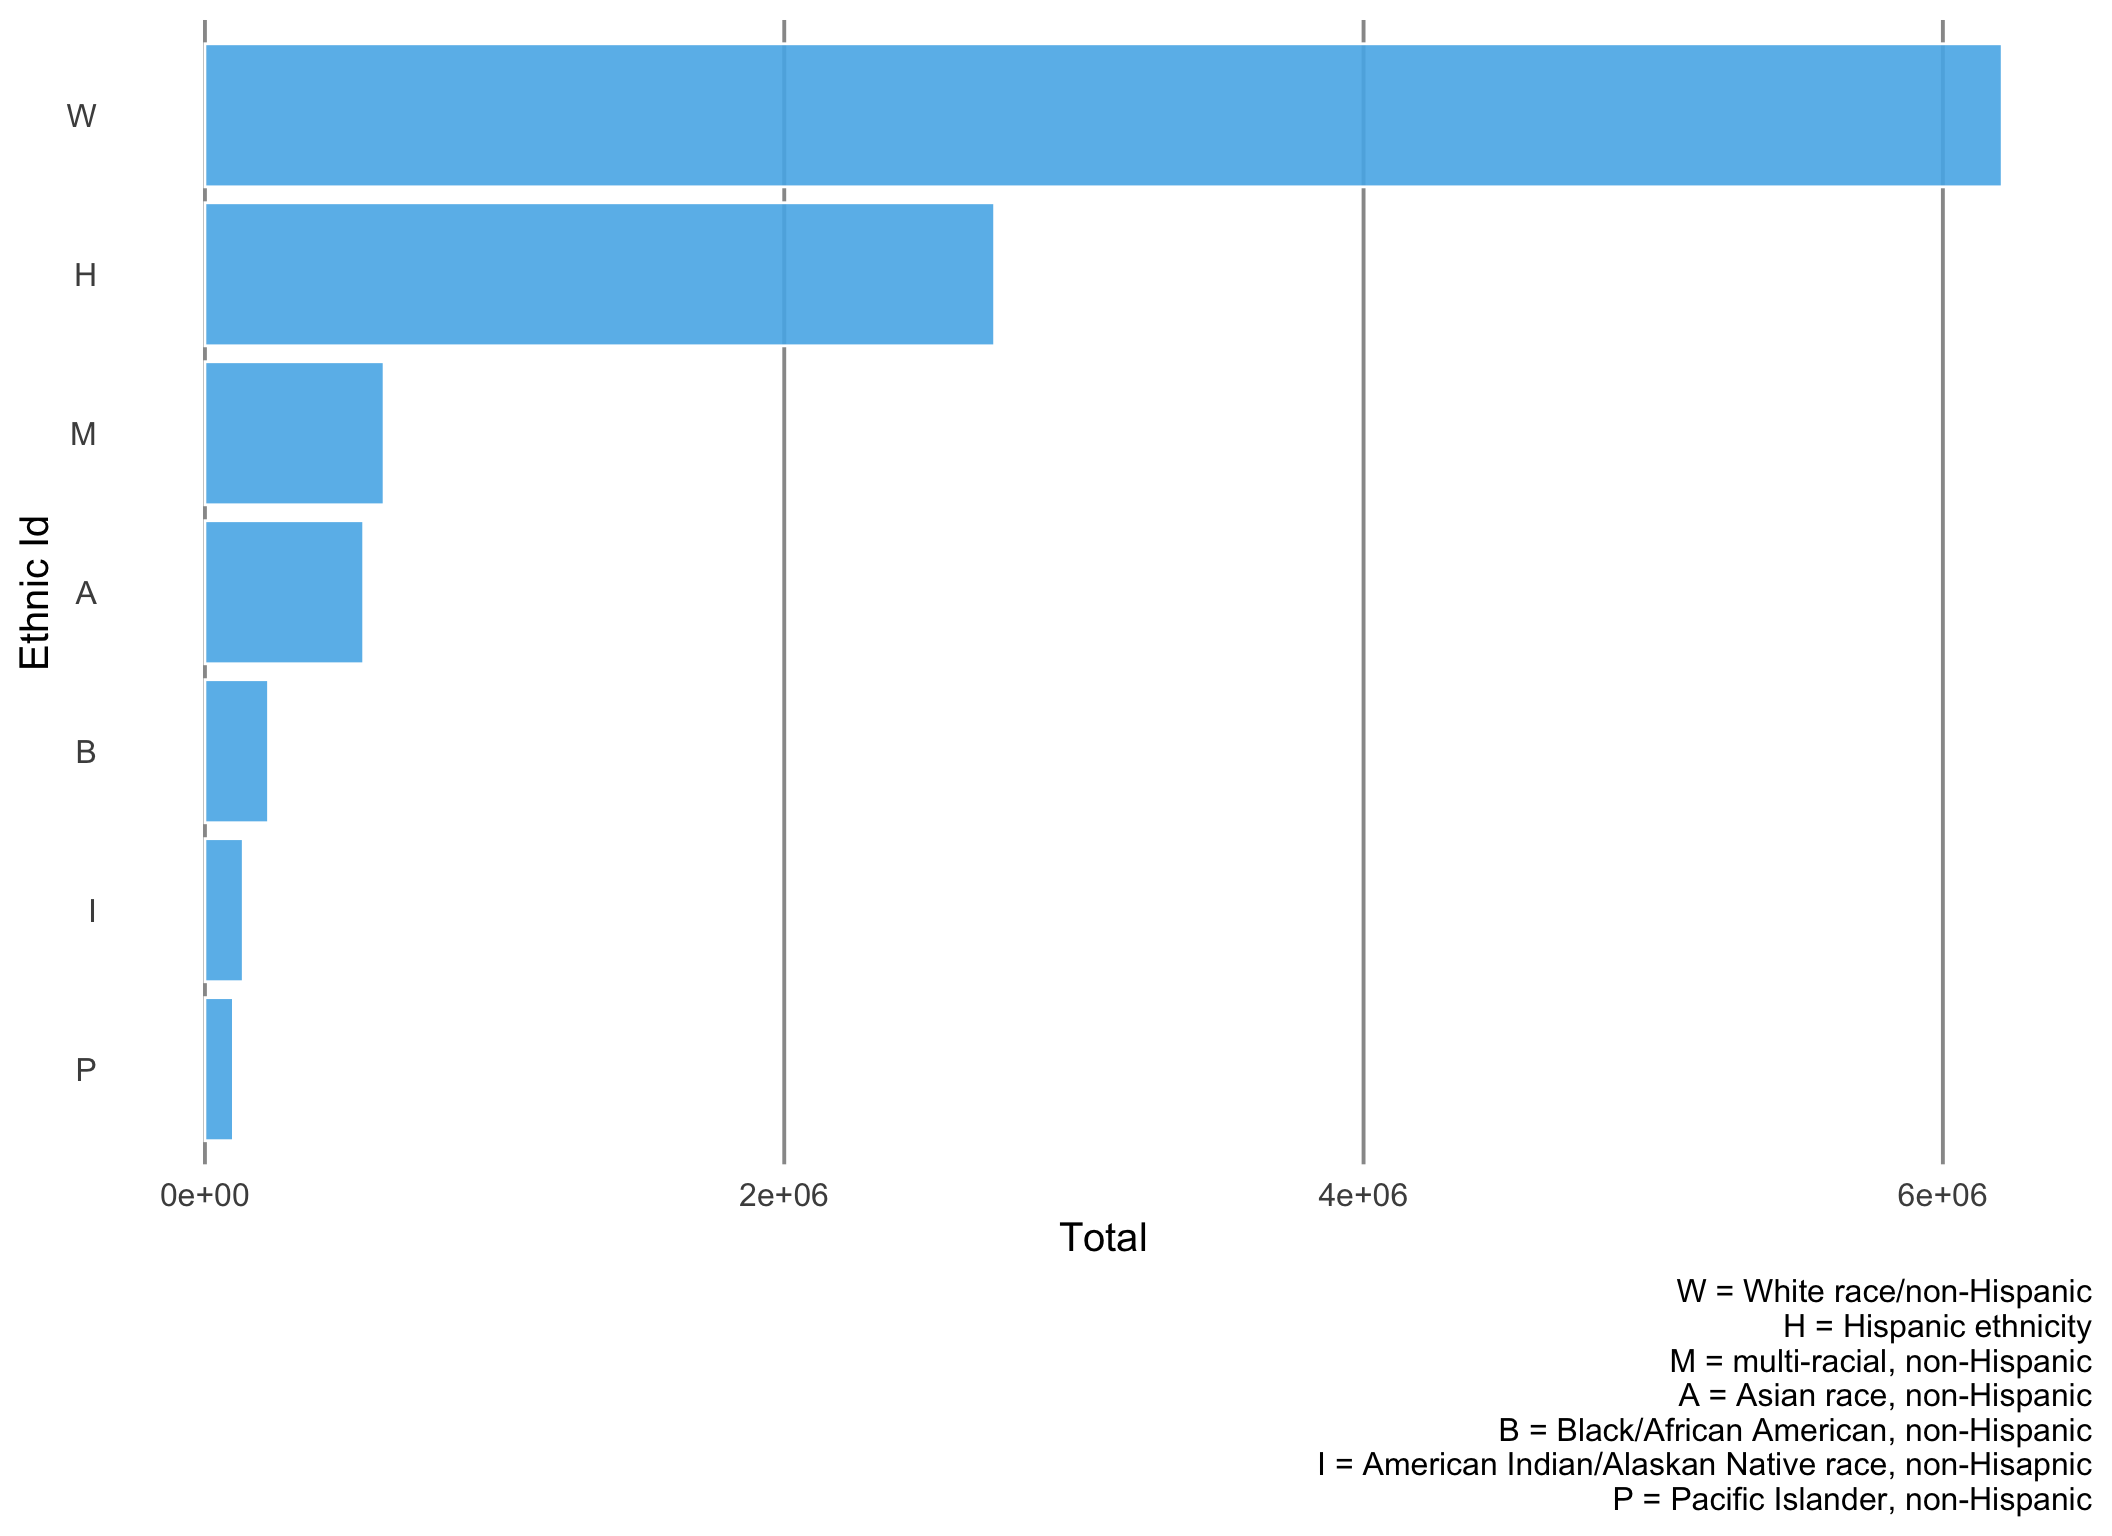 W
H
M
A
B
I
P
Ethnic Id
0e+00 2e+06 4e+06 6e+06
Total
W = White race/non-Hispanic
H = Hispanic ethnicity
M = multi-racial, non-Hispanic
A = Asian race, non-Hispanic
B = Black/African American, non-Hispanic
I = American Indian/Alaskan Native race, non-Hisapnic
P = Pacific Islander, non-Hispanic